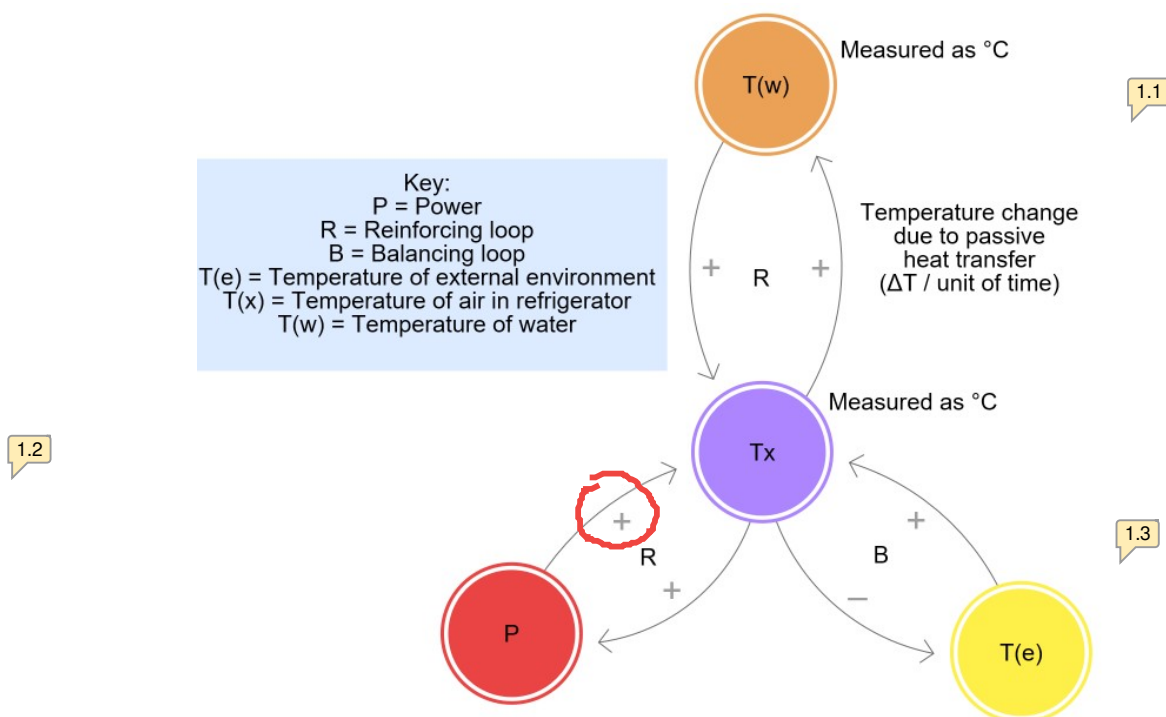 T(w)
Measured as °C
1.1
Key:
P = Power
R = Reinforcing loop
B = Balancing loop
T(e) = Temperature of external environment
T(x) = Temperature of air in refrigerator
T(w) = Temperature of water
Temperature change
due to passive
heat transfer
(ΔT / unit of time)
+
R
+
Measured as °C
Tx
1.2
+
R
+
P
+
B
−
T(e)
1.3